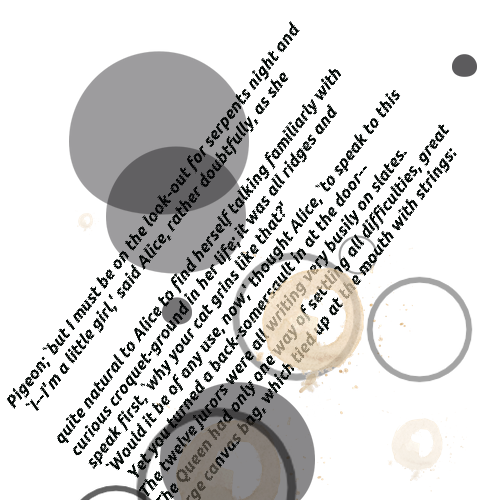 Pigeon; `but I must be on the look-out for serpents night and
`I--I'm a little girl,' said Alice, rather doubtfully, as she
quite natural to Alice to find herself talking familiarly with
curious croquet-ground in her life; it was all ridges and
speak first, `why your cat grins like that?'
`Would it be of any use, now,' thought Alice, `to speak to this
Yet you turned a back-somersault in at the door--
The twelve jurors were all writing very busily on slates.
The Queen had only one way of settling all difficulties, great
canvas bag, which tied up at the mouth with strings: